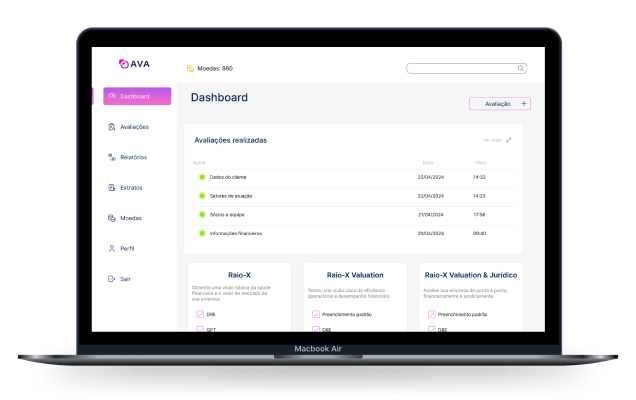 AVA
Moedas: 860
Dashboard
Avaliações
Relatórios
Extratos
Moedas
Perfil
Sair
Dashboard
Avaliação +
Avaliações realizadas
Ver mais
Nome Data Hora
Dados do cliente 22/04/2024 14:33
Setores de atuação 22/04/2024 14:23
Sócios e equipe 21/04/2024 17:56
Informações financeiras 20/04/2024 09:40
Raio-X
Obtenha uma visão básica da saúde
financeira e o valor de mercado da
sua empresa.
DRE
GPT
Raio-X Valuation
Tenha uma visão clara da eficiência
operacional e desempenho financeiro.
Preenchimento padrão
DRE
Raio-X Valuation & Jurídico
Analise sua empresa de ponta a ponta,
financeiramente e juridicamente.
Preenchimento padrão
DRE
Macbook Air